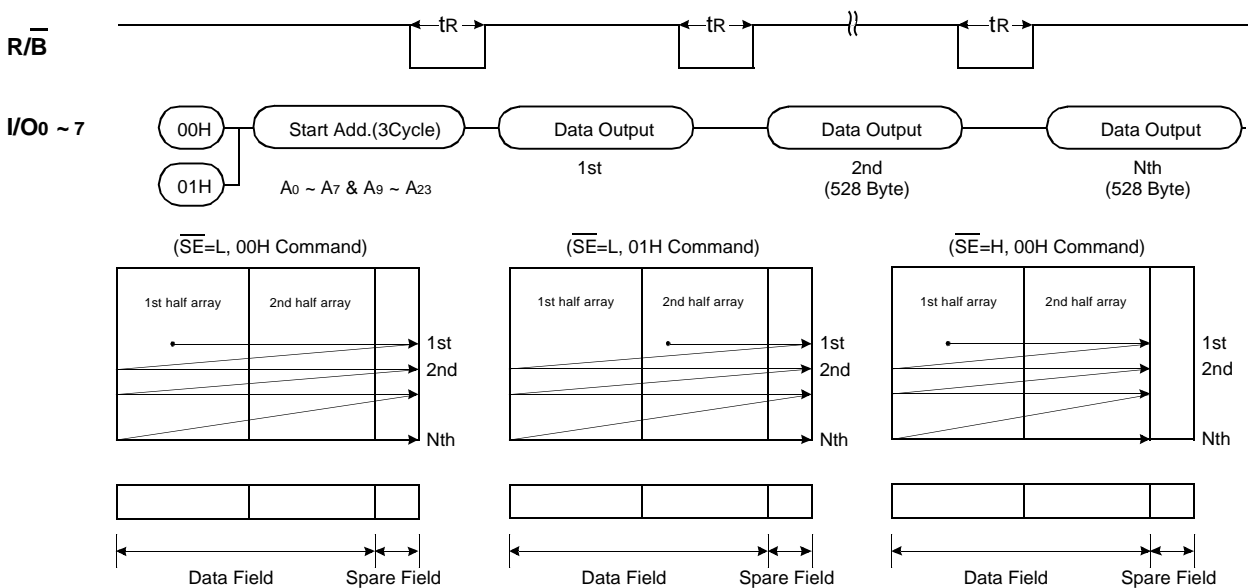 tR tR tR
R/B
I/O0 ~ 7 00H Start Add.(3Cycle) Data Output Data Output Data Output
01H A0 ~ A7 & A9 ~ A23 1st 2nd Nth
(528 Byte) (528 Byte)
(SE=L, 00H Command) (SE=L, 01H Command) (SE=H, 00H Command)
1st half array 2nd half array 1st half array 2nd half array 1st half array 2nd half array
1st 1st 1st
2nd 2nd 2nd
Nth Nth Nth
Data Field Spare Field Data Field Spare Field Data Field Spare Field